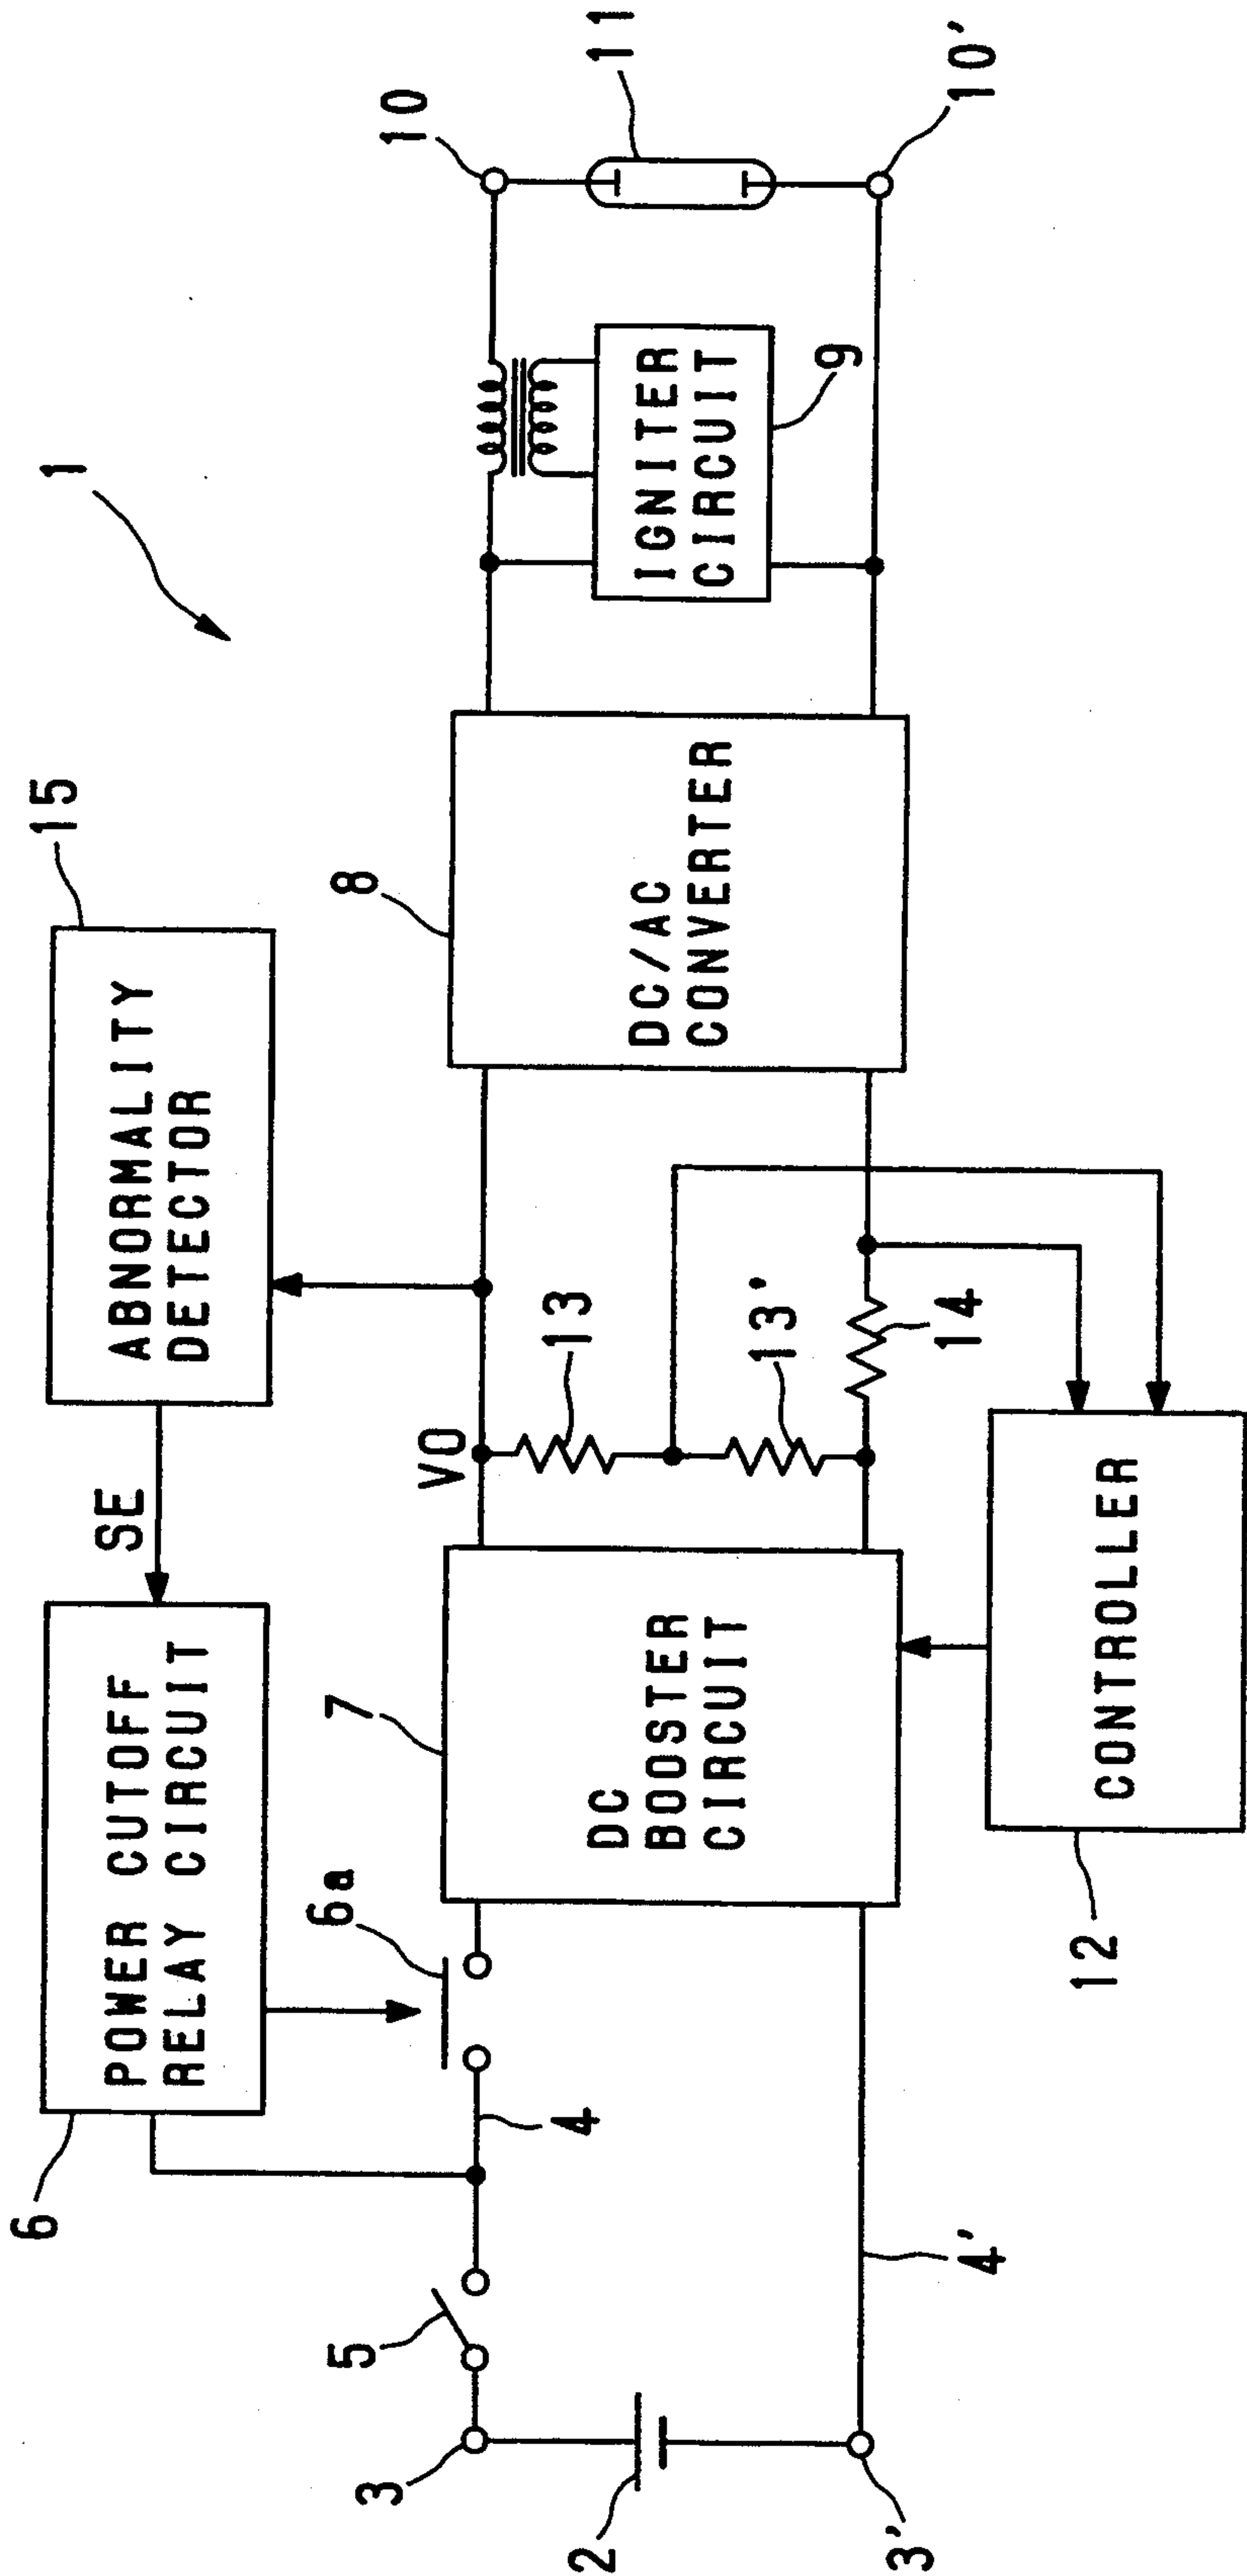 1
6
POWER CUTOFF
RELAY CIRCUIT
SE
ABNORMALITY
DETECTOR
15
3
5
4
6a
7
VO
8
10
2
DC
BOOSTER
CIRCUIT
13
13'
DC/AC
CONVERTER
IGNITER
CIRCUIT
9
11
3'
4'
14
10'
12
CONTROLLER